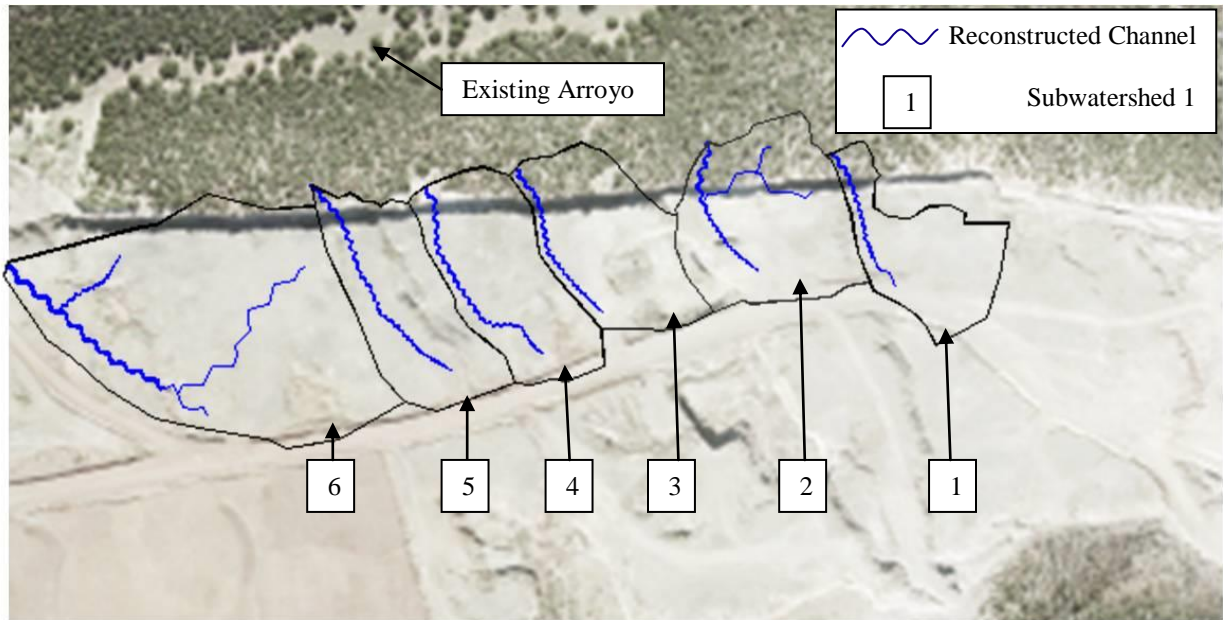 Reconstructed Channel
1 Subwatershed 1
Existing Arroyo
6 5 4 3 2 1